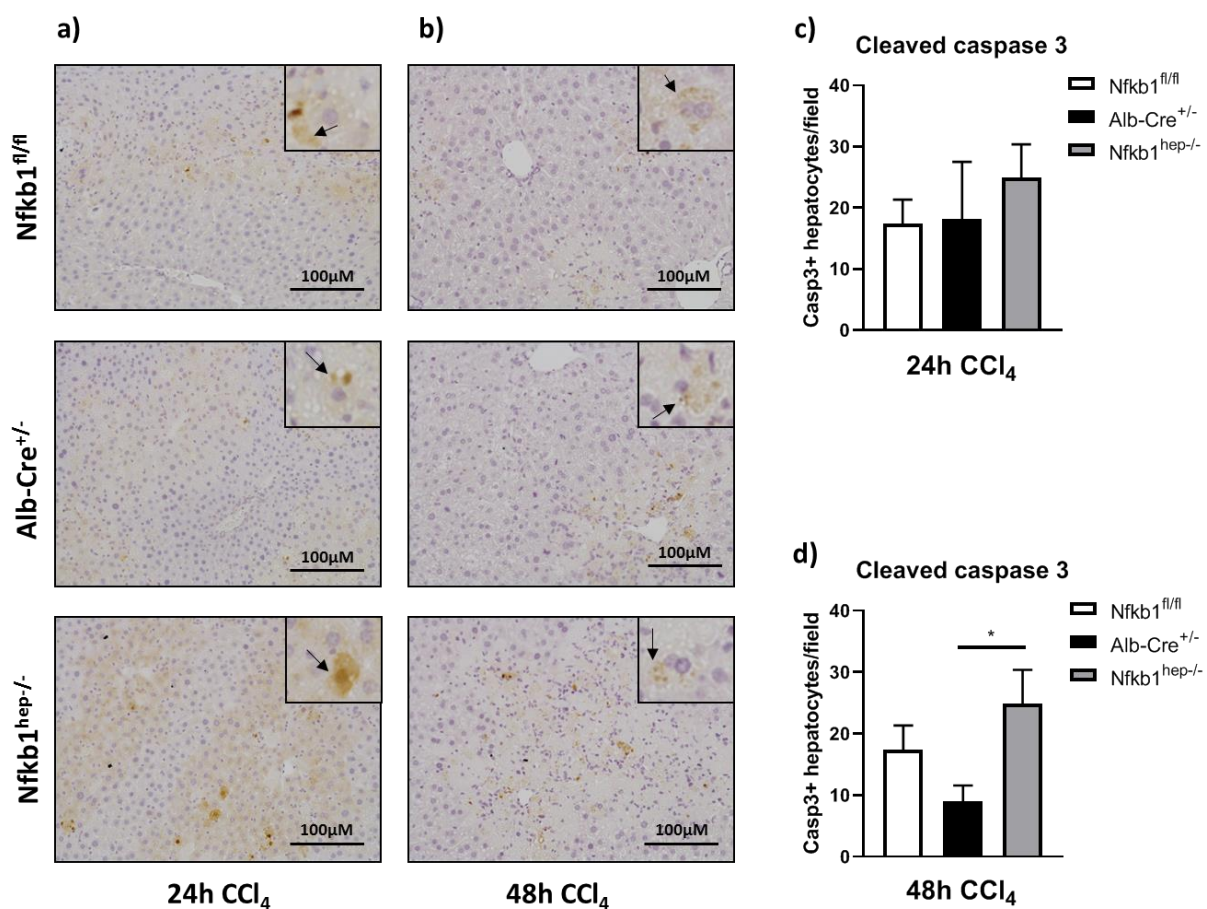 a)
b)
Nfkb1fl/fl
100μM
100μM
Alb-Cre+/-
100μM
100μM
Nfkb1hep-/-
100μM
100μM
24h CCl4
48h CCl4
c)
Cleaved caspase 3
Casp3+ hepatocytes/field
40
30
20
10
0
Nfkb1fl/fl
Alb-Cre+/-
Nfkb1hep-/-
24h CCl4
d)
Cleaved caspase 3
Casp3+ hepatocytes/field
40
30
20
10
0
*
Nfkb1fl/fl
Alb-Cre+/-
Nfkb1hep-/-
48h CCl4